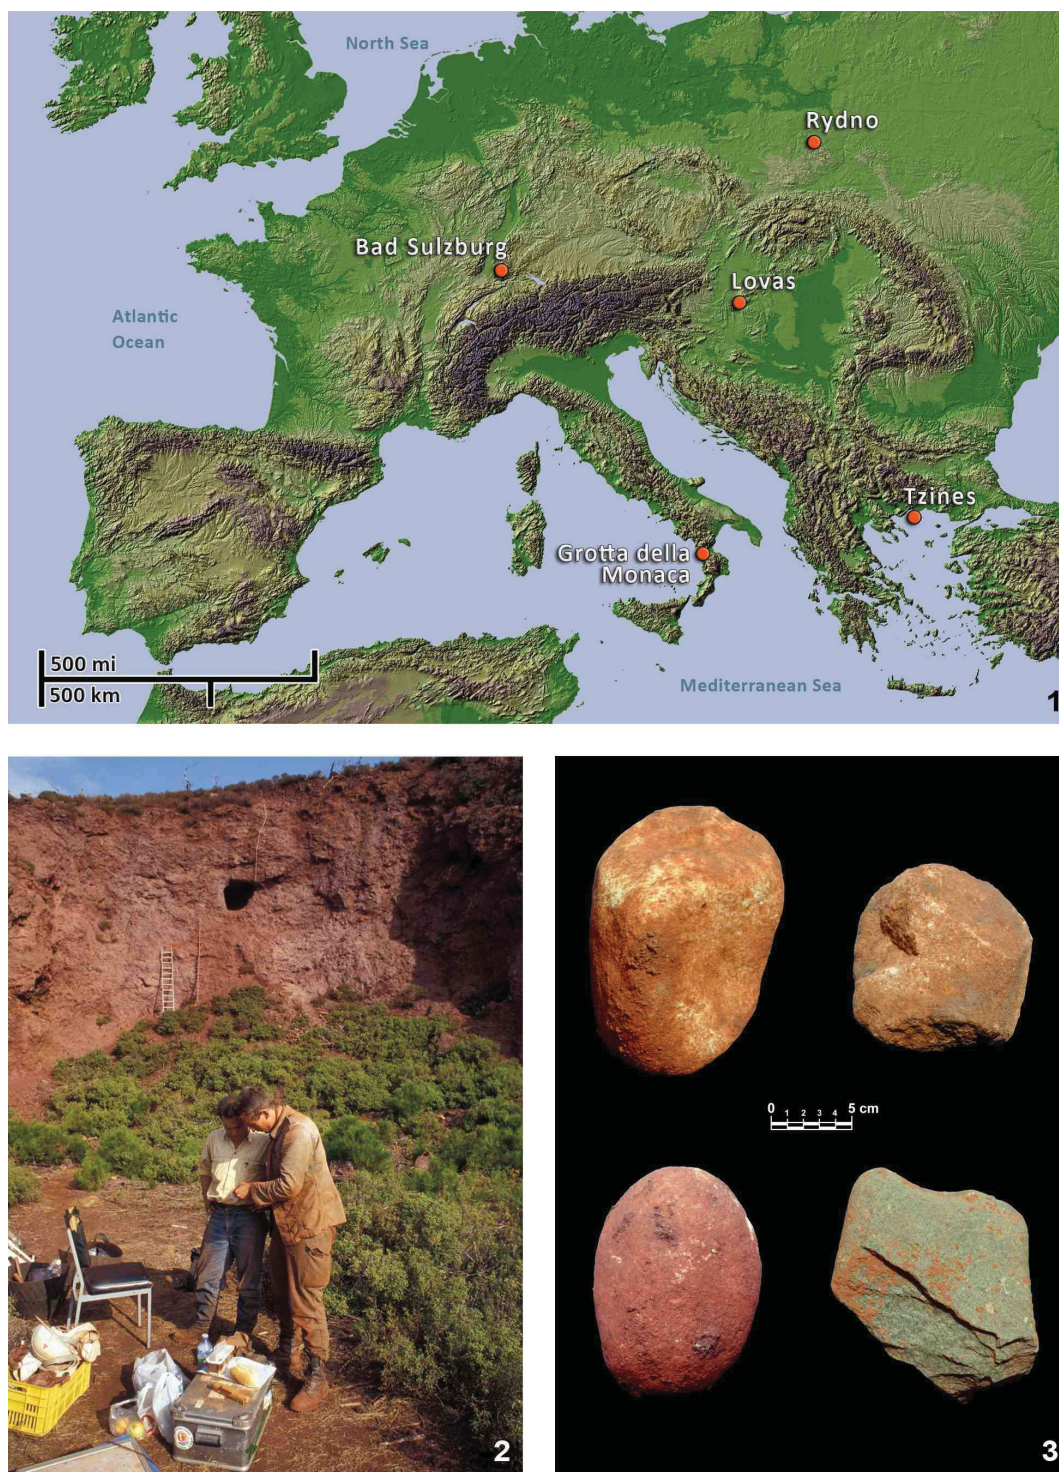 North Sea
Rydno
Bad Sulzburg
Lovas
Atlantic
Ocean
Tzines
Grotta della
Monaca
500 mi
500 km
Mediterranean Sea
1
2
0 1 2 3 4 5 cm
3